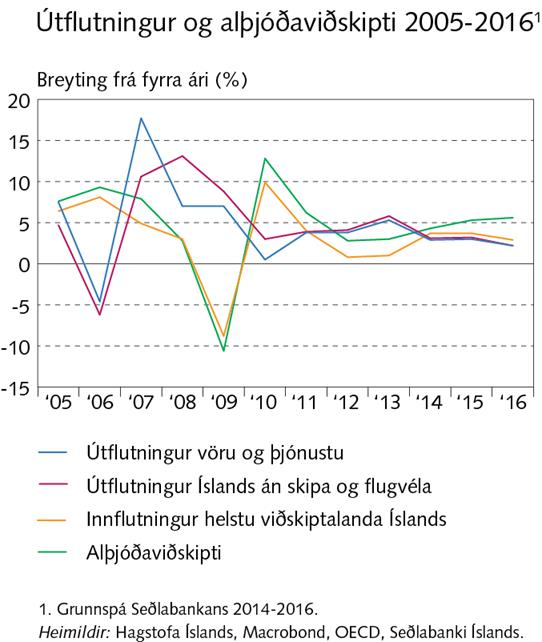 Útflutningur og alþjóðaviðskipti 2005-2016¹
Breyting frá fyrra ári (%)
20
15
10
5
0
-5
-10
-15
‘05 ‘06 ‘07 ‘08 ‘09 ‘10 ‘11 ‘12 ‘13 ‘14 ‘15 ‘16
Útflutningur vöru og þjónustu
Útflutningur Íslands án skipa og flugvéla
Innflutningur helstu viðskiptalanda Íslands
Alþjóðaviðskipti
1. Grunnspá Seðlabankans 2014-2016.
Heimildir: Hagstofa Íslands, Macrobond, OECD, Seðlabanki Íslands.